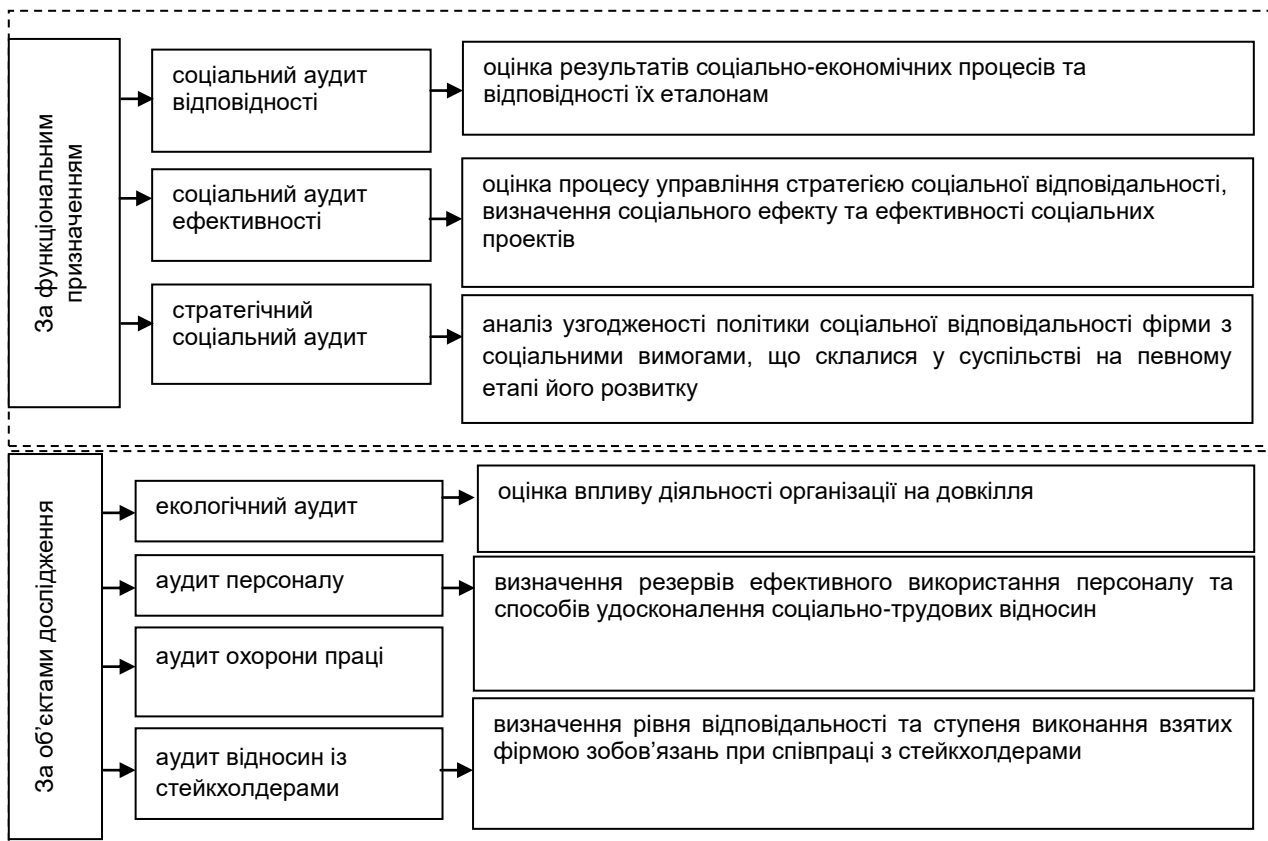 За функціональним
призначенням
соціальний аудит
відповідності
оцінка результатів соціально-економічних процесів та
відповідності їх еталонам
соціальний аудит
ефективності
оцінка процесу управління стратегією соціальної відповідальності,
визначення соціального ефекту та ефективності соціальних
проектів
стратегічний
соціальний аудит
аналіз узгодженості політики соціальної відповідальності фірми з
соціальними вимогами, що склалися у суспільстві на певному
етапі його розвитку
За об’єктами дослідження
екологічний аудит
оцінка впливу діяльності організації на довкілля
аудит персоналу
визначення резервів ефективного використання персоналу та
способів удосконалення соціально-трудових відносин
аудит охорони праці
аудит відносин із
стейкхолдерами
визначення рівня відповідальності та ступеня виконання взятих
фірмою зобов’язань при співпраці з стейкхолдерами